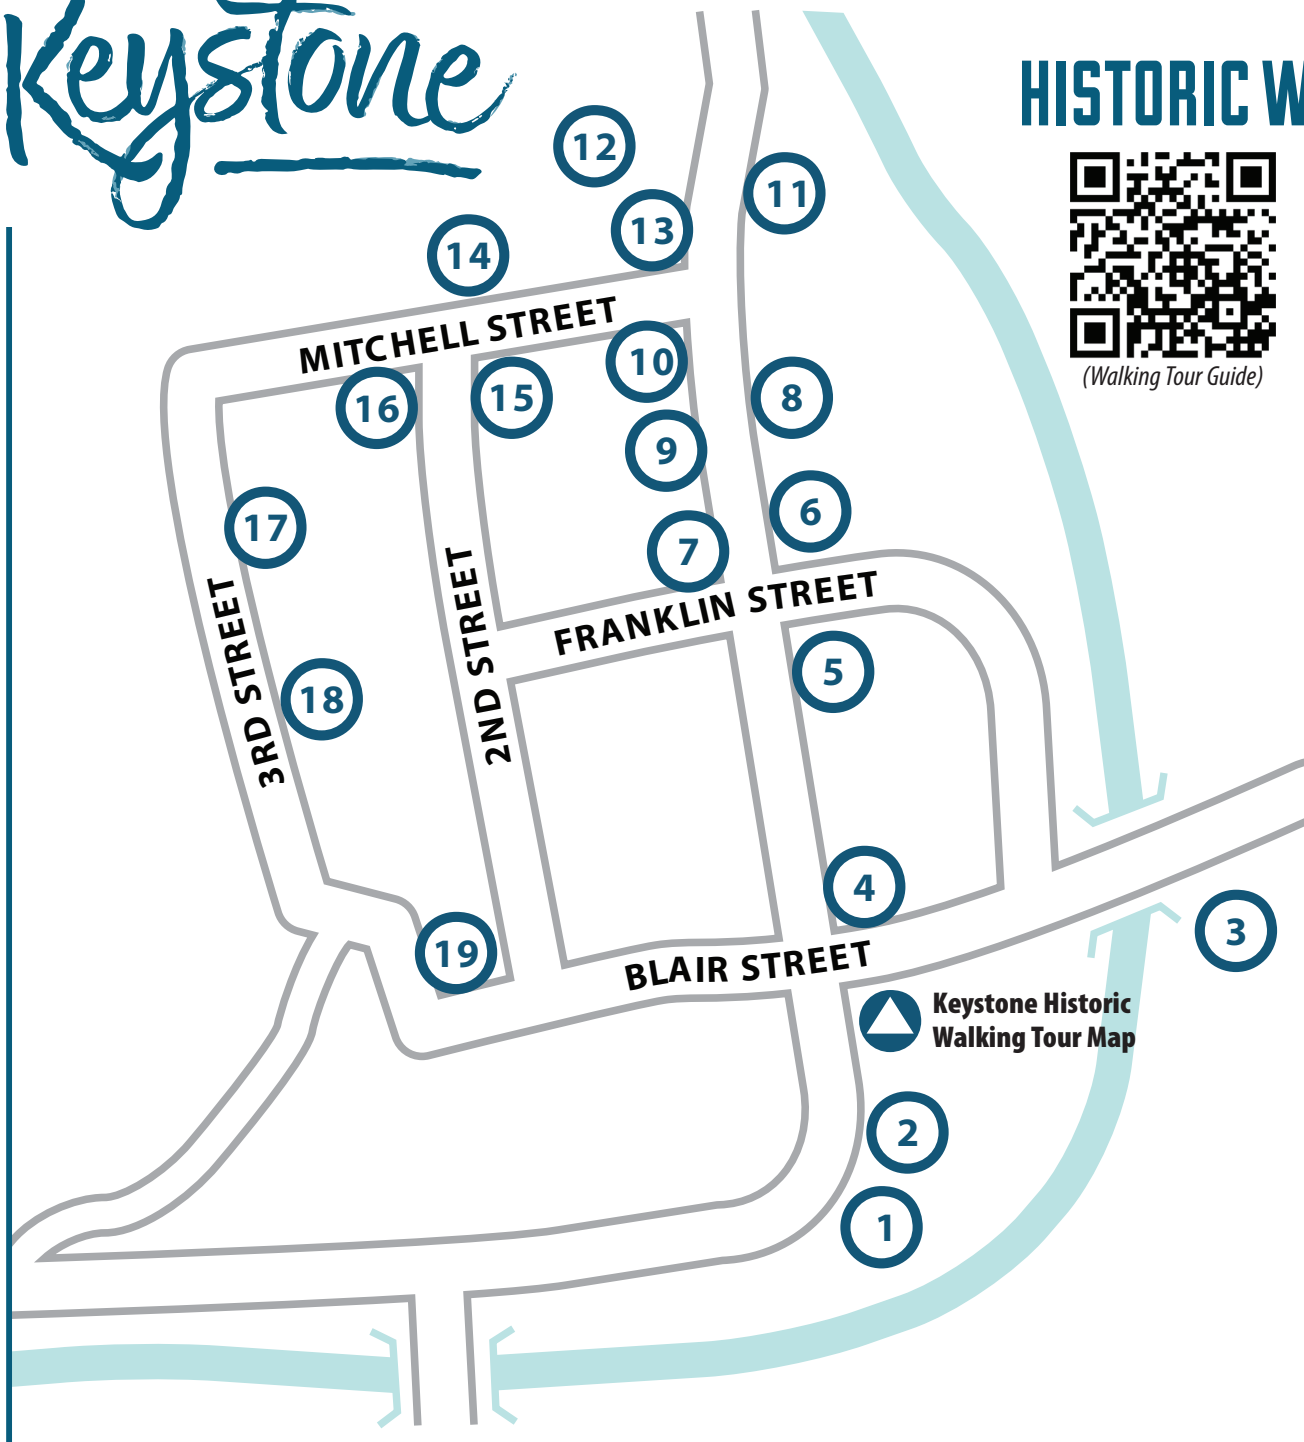 Keystone
HISTORIC W
(Walking Tour Guide)
12
11
13
14
MITCHELL STREET
10
15
16
8
9
6
17
7
3RD STREET
2ND STREET
FRANKLIN STREET
5
18
4
3
19
BLAIR STREET
Keystone Historic
Walking Tour Map
2
1